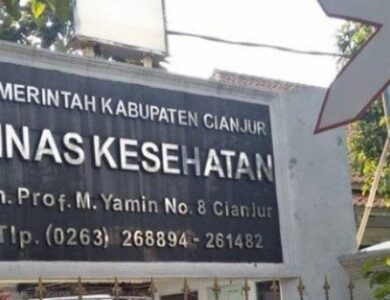 MERINTAH KABUPATEN CIANJUR
INAS KESEHATAN
n. Prof. M. Yamin No. 8 Cianjur
Tlp. (0263) 268894 - 261482